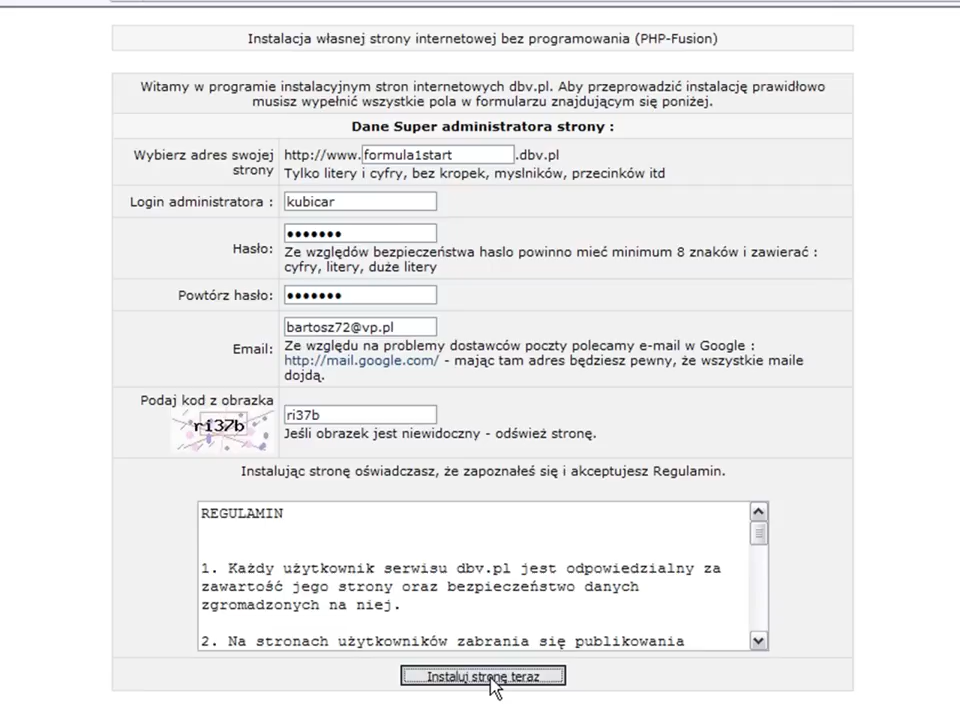 Instalacja własnej strony internetowej bez programowania (PHP-Fusion)
Witamy w programie instalacyjnym stron internetowych dbv.pl. Aby przeprowadzić instalację prawidłowo
musisz wypełnić wszystkie pola w formularzu znajdującym się poniżej.
Dane Super administratora strony :
Wybierz adres swojej
strony
http://www.formula1start.dbv.pl
Tylko litery i cyfry, bez kropek, myslników, przecinków itd
Login administratora : kubicar
Hasło: •••••••
Ze względów bezpieczeństwa haslo powinno mieć minimum 8 znaków i zawierać :
cyfry, litery, duże litery
Powtórz hasło: •••••••
Email: bartosz72@vp.pl
Ze względu na problemy dostawców poczty polecamy e-mail w Google :
http://mail.google.com/ - mając tam adres będziesz pewny, że wszystkie maile
dojdą.
Podaj kod z obrazka
ri37b
ri37b
Jeśli obrazek jest niewidoczny - odśwież stronę.
Instalując stronę oświadczasz, że zapoznałeś się i akceptujesz Regulamin.
REGULAMIN
1. Każdy użytkownik serwisu dbv.pl jest odpowiedzialny za
zawartość jego strony oraz bezpieczeństwo danych
zgromadzonych na niej.
2. Na stronach użytkowników zabrania się publikowania
Instaluj stronę teraz